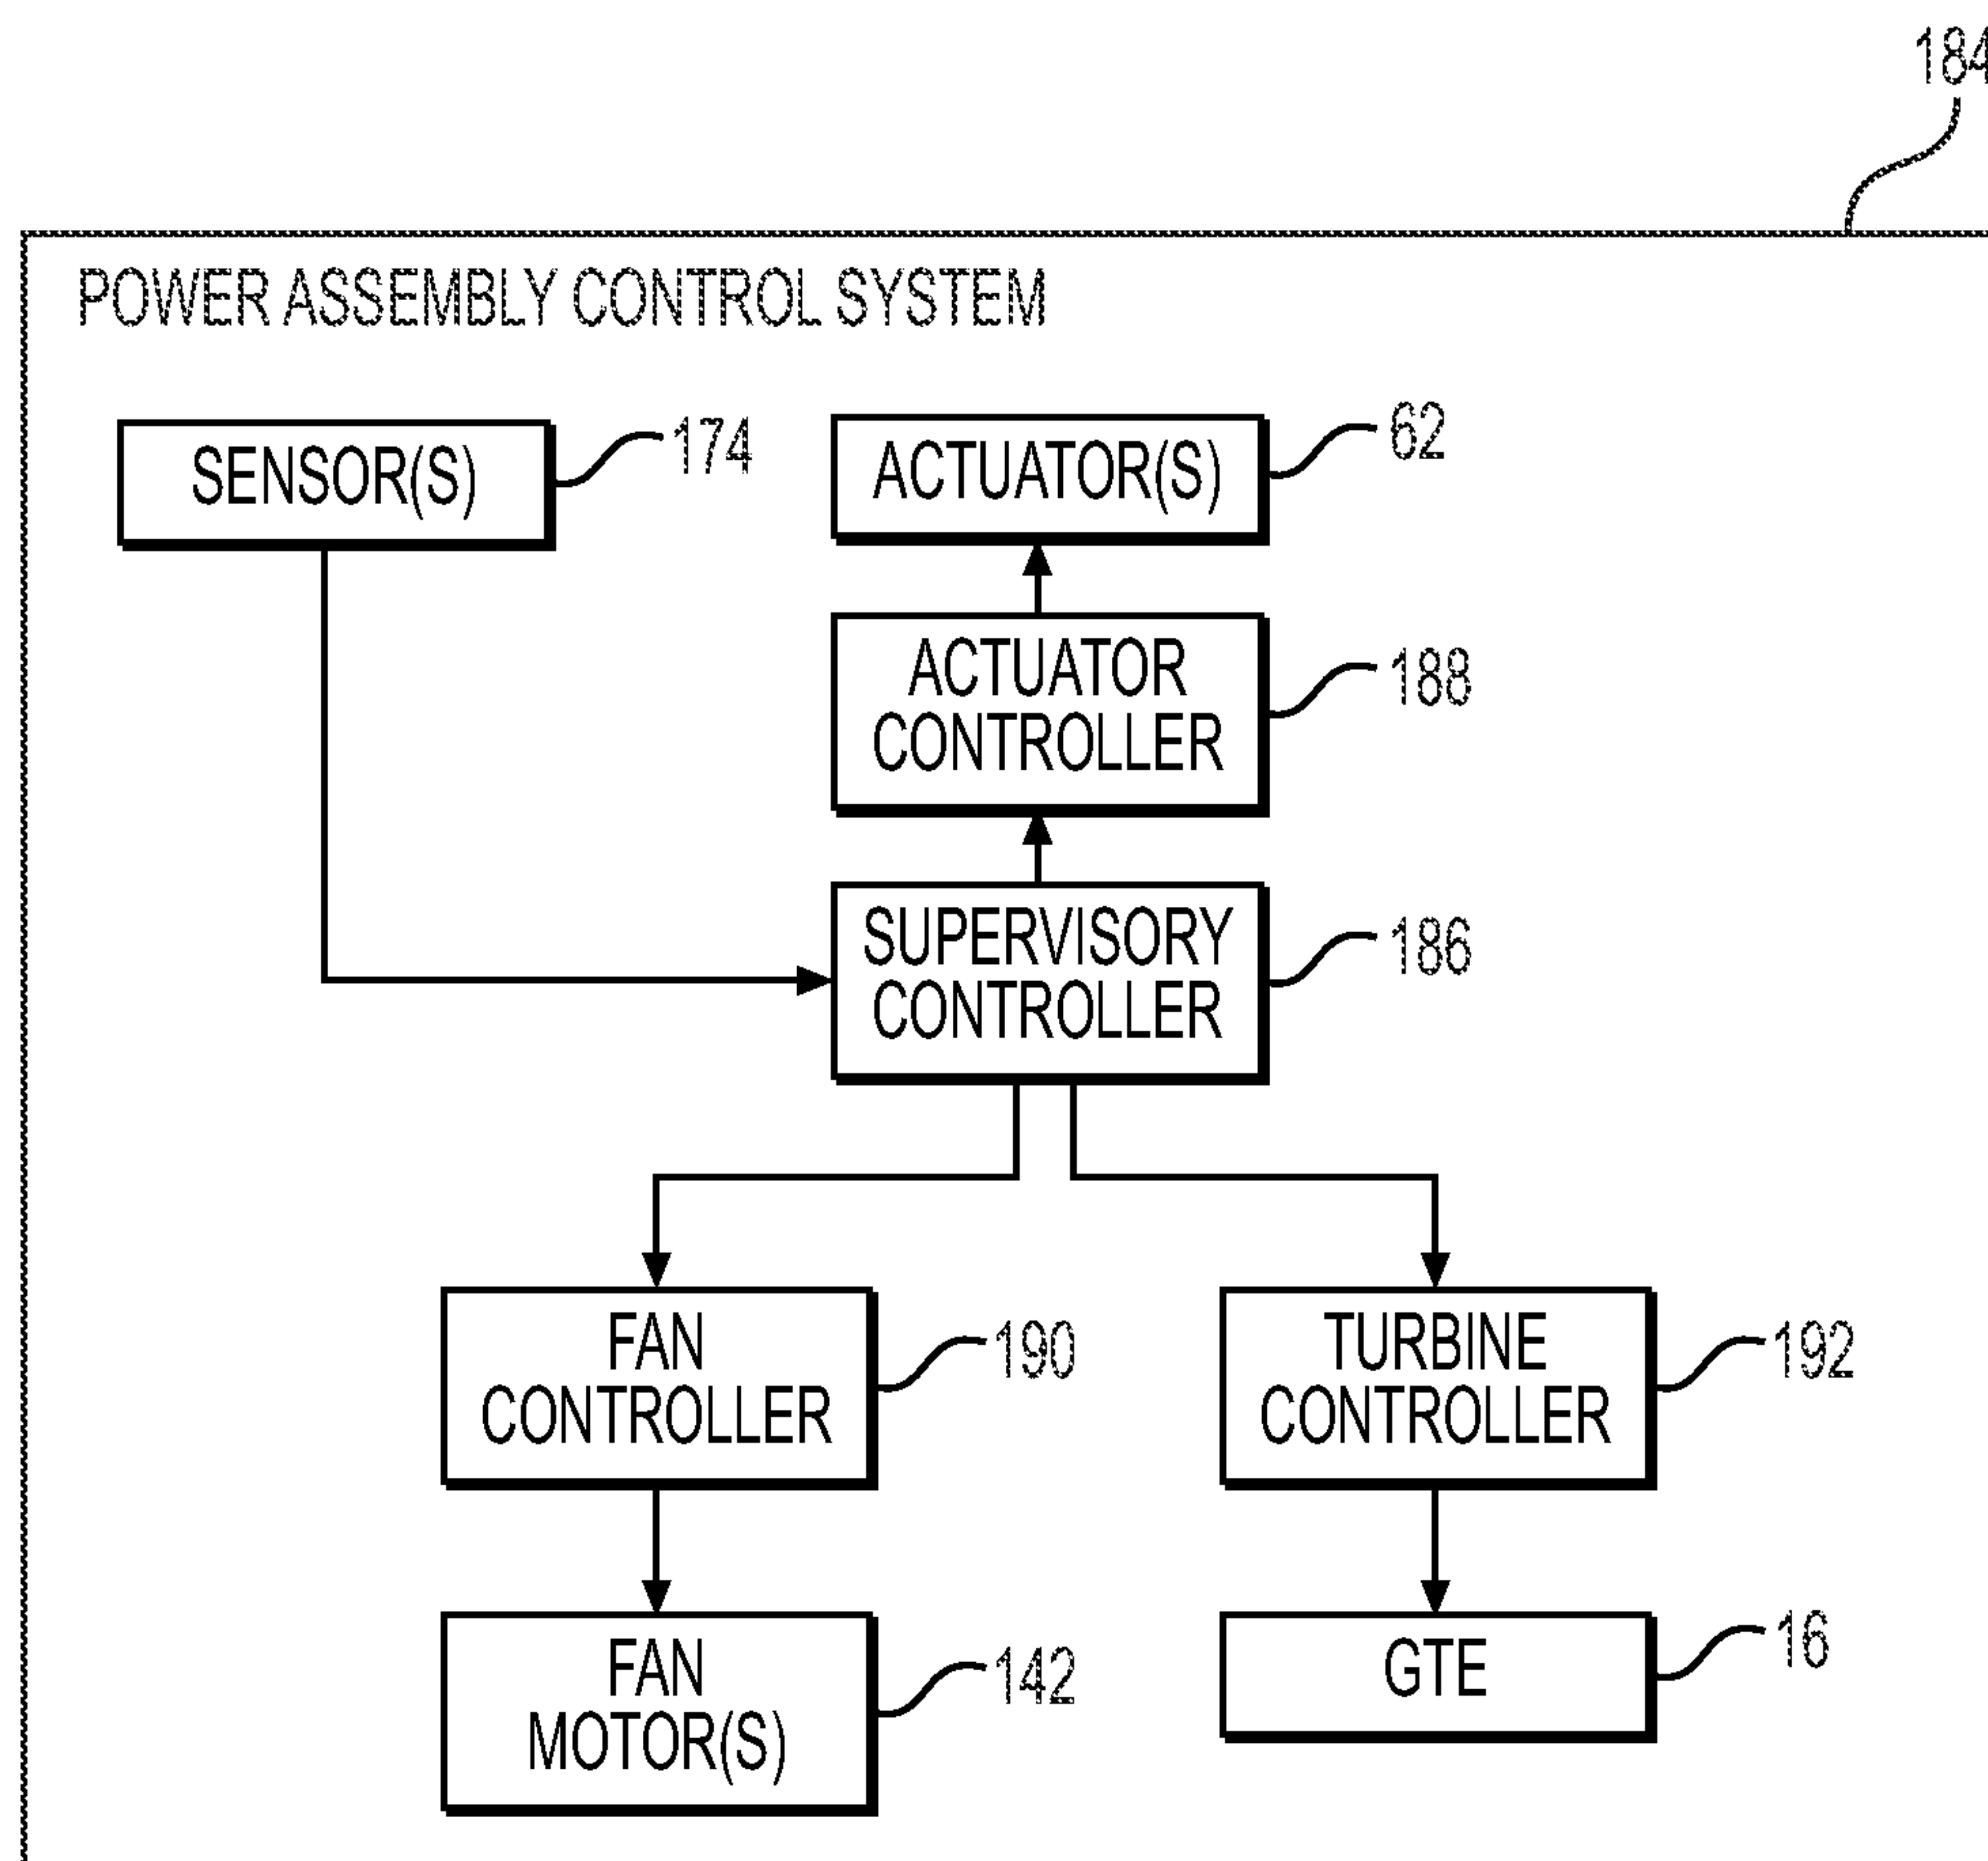 184
POWER ASSEMBLY CONTROL SYSTEM
SENSOR(S)
174
ACTUATOR(S)
62
ACTUATOR
CONTROLLER
188
SUPERVISORY
CONTROLLER
186
FAN
CONTROLLER
190
TURBINE
CONTROLLER
192
FAN
MOTOR(S)
142
GTE
16